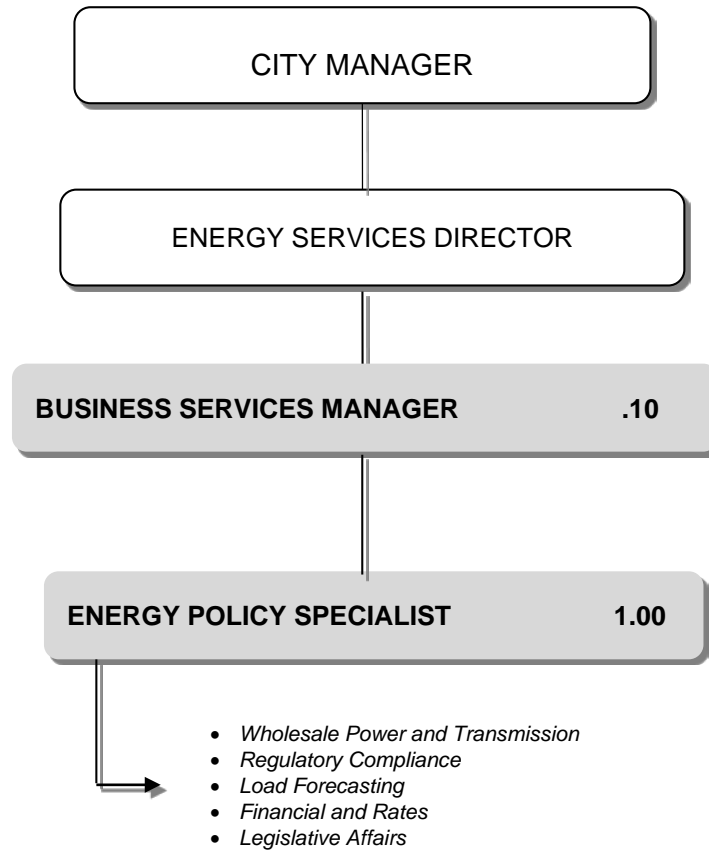 CITY MANAGER
ENERGY SERVICES DIRECTOR
BUSINESS SERVICES MANAGER .10
ENERGY POLICY SPECIALIST 1.00
• Wholesale Power and Transmission
• Regulatory Compliance
• Load Forecasting
• Financial and Rates
• Legislative Affairs